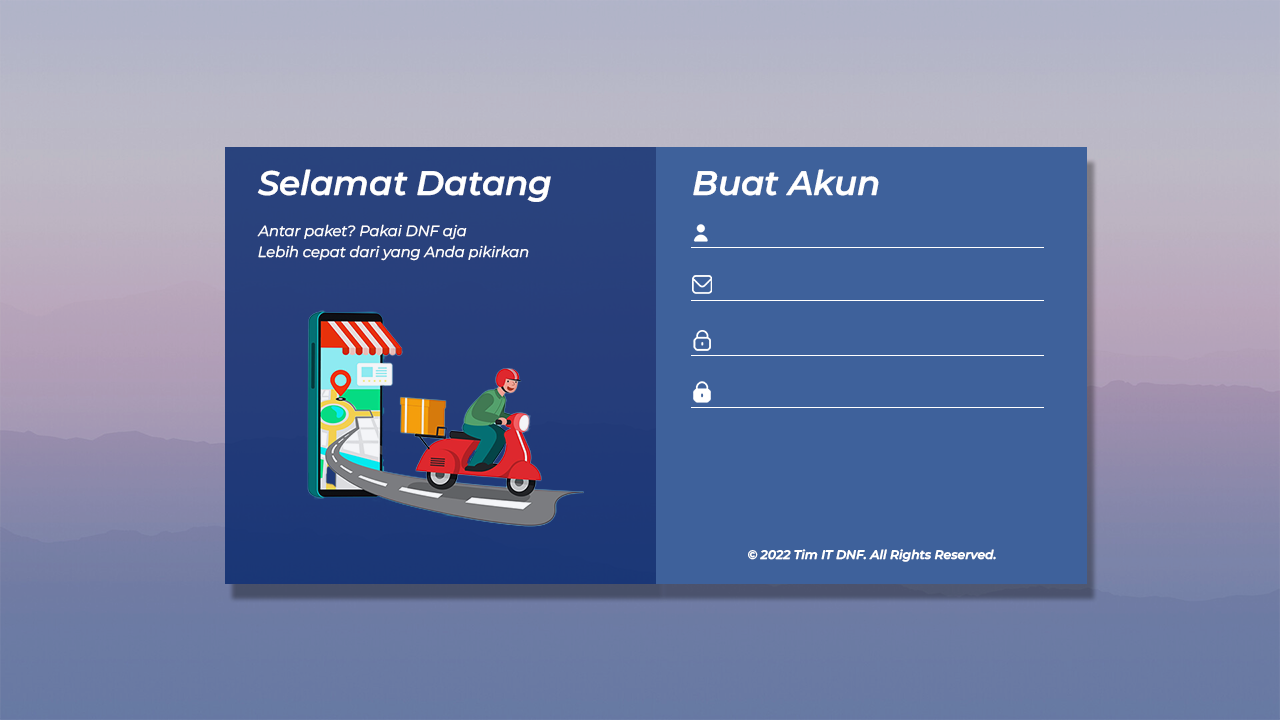 Selamat Datang
Antar paket? Pakai DNF aja
Lebih cepat dari yang Anda pikirkan
Buat Akun
© 2022 Tim IT DNF. All Rights Reserved.